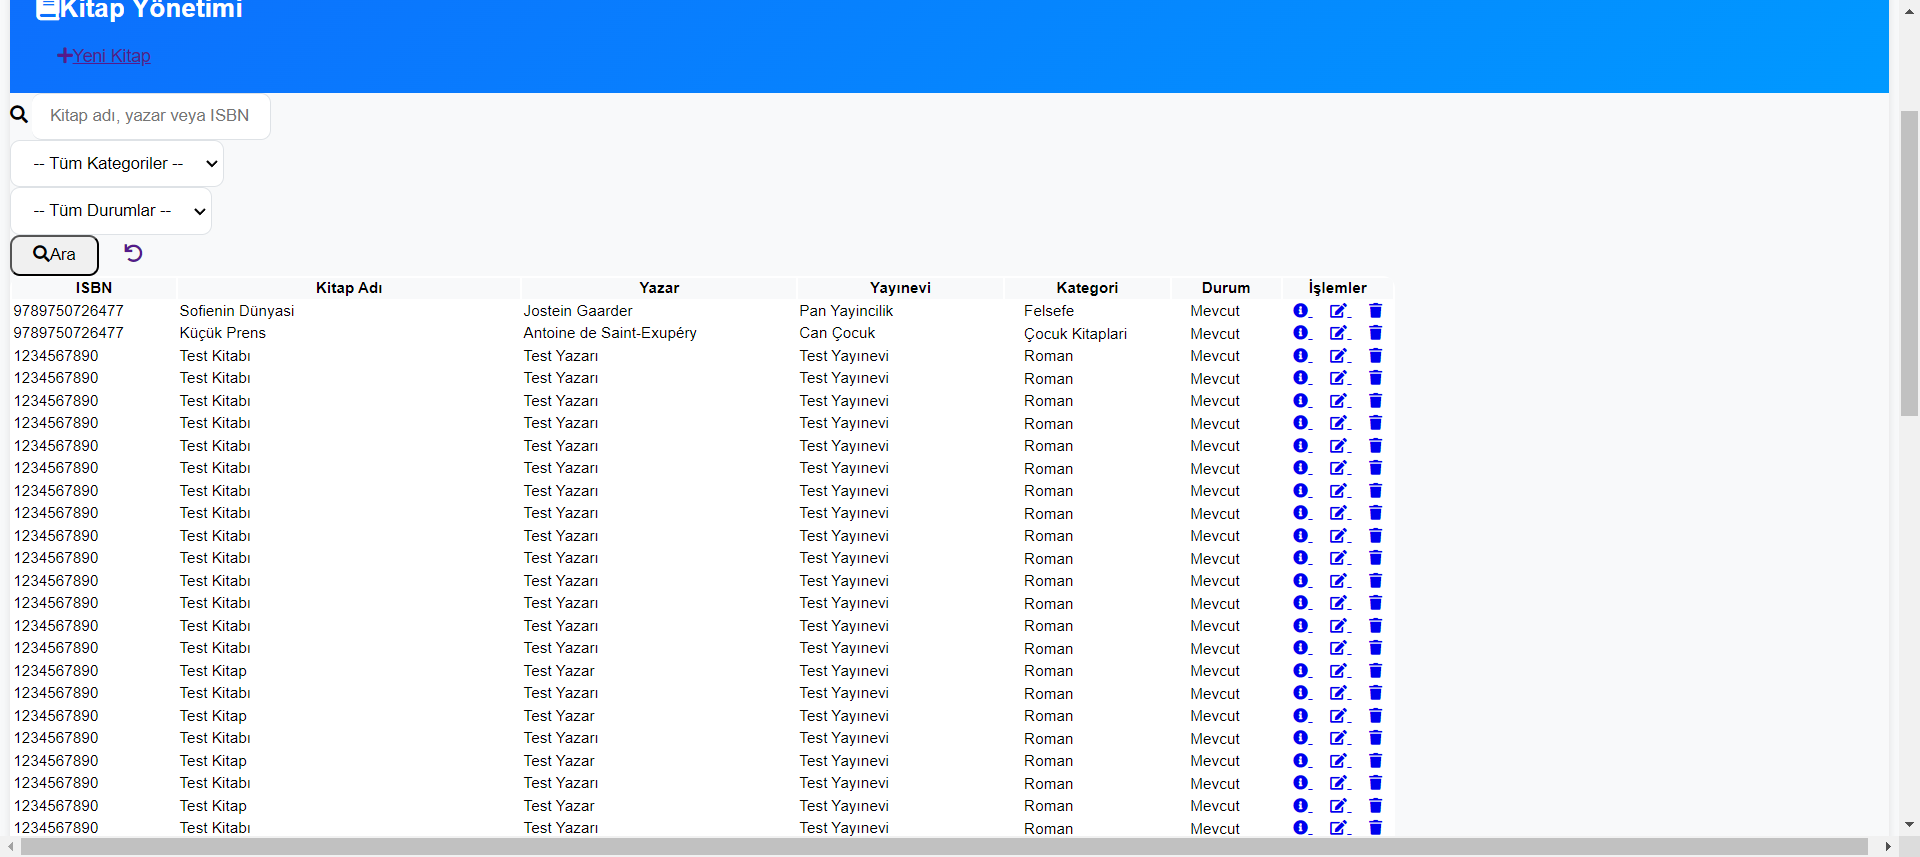 Kitap Yönetimi
Yeni Kitap
Kitap adı, yazar veya ISBN
-- Tüm Kategoriler --
-- Tüm Durumlar --
Ara
ISBN Kitap Adı Yazar Yayınevi Kategori Durum İşlemler
9789750726477 Sofienin Dünyasi Jostein Gaarder Pan Yayincilik Felsefe Mevcut
9789750726477 Küçük Prens Antoine de Saint-Exupéry Can Çocuk Çocuk Kitaplari Mevcut
1234567890 Test Kitabı Test Yazarı Test Yayınevi Roman Mevcut
1234567890 Test Kitabı Test Yazarı Test Yayınevi Roman Mevcut
1234567890 Test Kitabı Test Yazarı Test Yayınevi Roman Mevcut
1234567890 Test Kitabı Test Yazarı Test Yayınevi Roman Mevcut
1234567890 Test Kitabı Test Yazarı Test Yayınevi Roman Mevcut
1234567890 Test Kitabı Test Yazarı Test Yayınevi Roman Mevcut
1234567890 Test Kitabı Test Yazarı Test Yayınevi Roman Mevcut
1234567890 Test Kitabı Test Yazarı Test Yayınevi Roman Mevcut
1234567890 Test Kitabı Test Yazarı Test Yayınevi Roman Mevcut
1234567890 Test Kitabı Test Yazarı Test Yayınevi Roman Mevcut
1234567890 Test Kitabı Test Yazarı Test Yayınevi Roman Mevcut
1234567890 Test Kitabı Test Yazarı Test Yayınevi Roman Mevcut
1234567890 Test Kitabı Test Yazarı Test Yayınevi Roman Mevcut
1234567890 Test Kitabı Test Yazarı Test Yayınevi Roman Mevcut
1234567890 Test Kitap Test Yazar Test Yayınevi Roman Mevcut
1234567890 Test Kitabı Test Yazarı Test Yayınevi Roman Mevcut
1234567890 Test Kitap Test Yazar Test Yayınevi Roman Mevcut
1234567890 Test Kitabı Test Yazarı Test Yayınevi Roman Mevcut
1234567890 Test Kitap Test Yazar Test Yayınevi Roman Mevcut
1234567890 Test Kitabı Test Yazarı Test Yayınevi Roman Mevcut
1234567890 Test Kitap Test Yazar Test Yayınevi Roman Mevcut
1234567890 Test Kitabı Test Yazarı Test Yayınevi Roman Mevcut